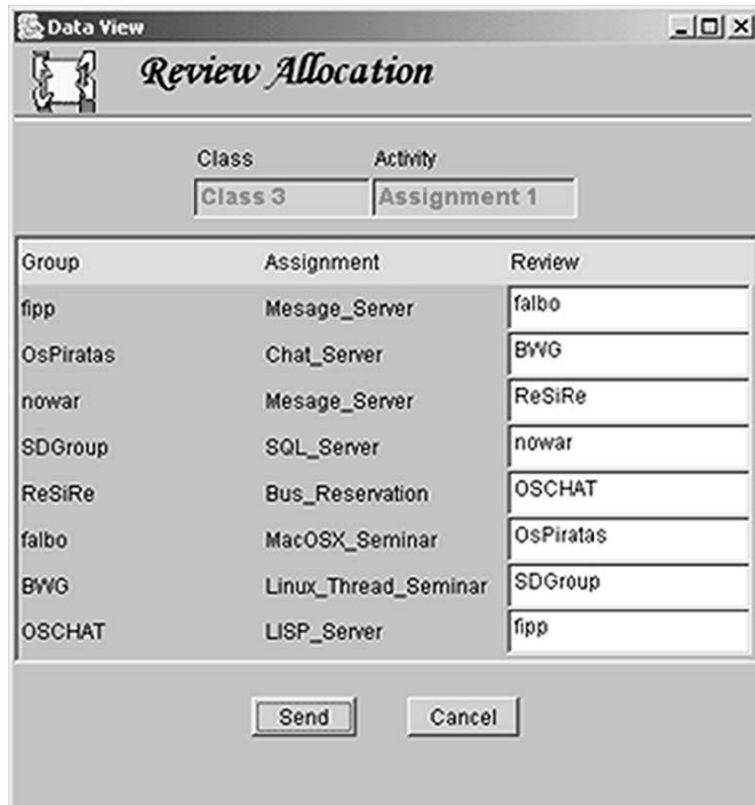 Data View
Review Allocation
Class Activity
Class 3 Assignment 1
Group Assignment Review
fipp Mesage_Server falbo
OsPiratas Chat_Server BWG
nowar Mesage_Server ReSiRe
SDGroup SQL_Server nowar
ReSiRe Bus_Reservation OSCHAT
falbo MacOSX_Seminar OsPiratas
BWG Linux_Thread_Seminar SDGroup
OSCHAT LISP_Server fipp
Send Cancel